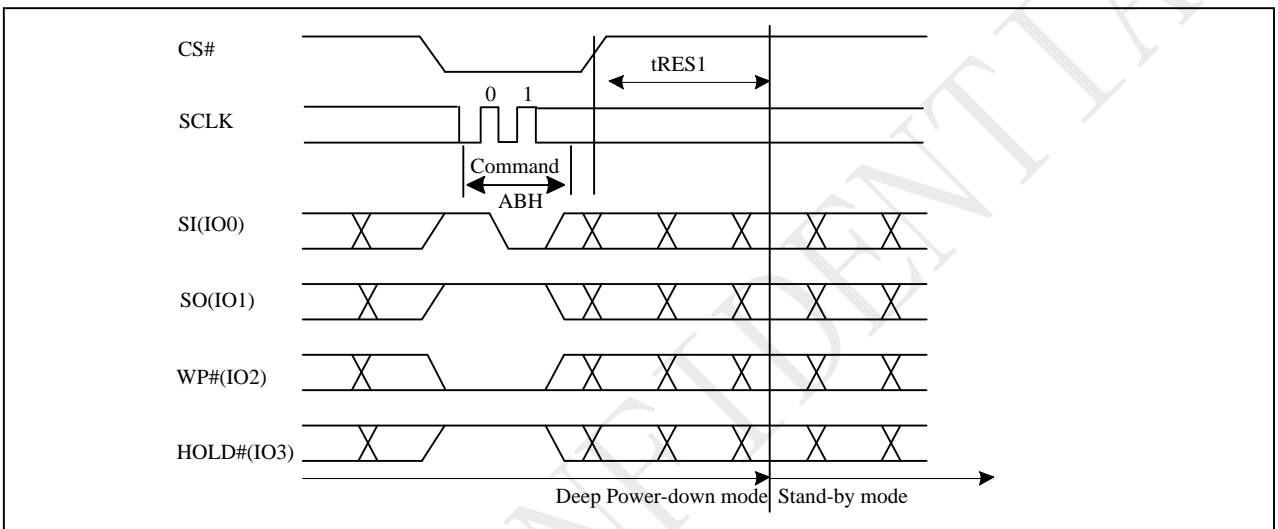 CS#
tRES1
0 1
SCLK
Command
ABH
SI(IO0)
SO(IO1)
WP#(IO2)
HOLD#(IO3)
Deep Power-down mode Stand-by mode